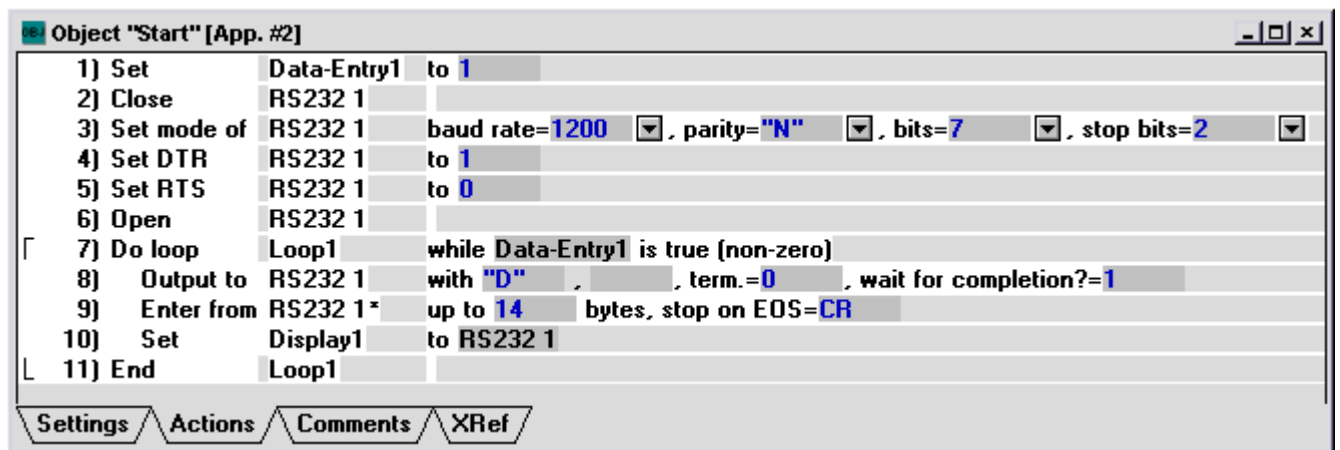 OBJ Object "Start" [App. #2]
1) Set Data-Entry1 to 1
2) Close RS232 1
3) Set mode of RS232 1 baud rate=1200 , parity="N" , bits=7 , stop bits=2
4) Set DTR RS232 1 to 1
5) Set RTS RS232 1 to 0
6) Open RS232 1
7) Do loop Loop1 while Data-Entry1 is true (non-zero)
8) Output to RS232 1 with "D" , , term.=0 , wait for completion?=1
9) Enter from RS232 1* up to 14 bytes, stop on EOS=CR
10) Set Display1 to RS232 1
11) End Loop1
Settings Actions Comments XRef